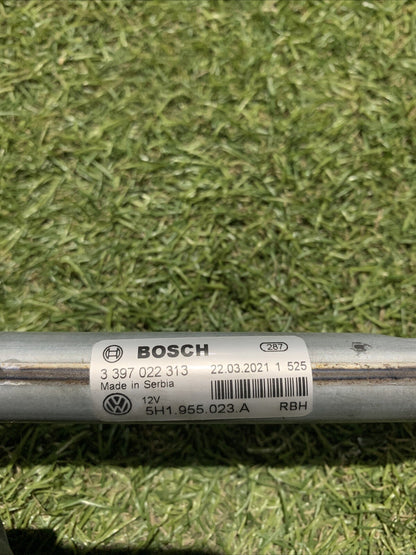 BOSCH 287
3 397 022 313 22.03.2021 1 525
Made in Serbia
12V
5H1.955.023.A RBH